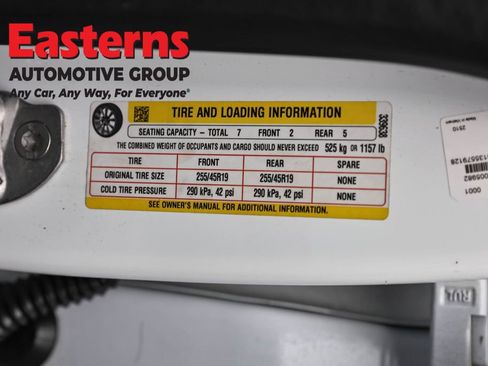 Easterns
AUTOMOTIVE GROUP
Any Car, Any Way, For Everyone®
TIRE AND LOADING INFORMATION
SEATING CAPACITY – TOTAL 7 FRONT 2 REAR 5
THE COMBINED WEIGHT OF OCCUPANTS AND CARGO SHOULD NEVER EXCEED 525 kg OR 1157 lb
TIRE FRONT REAR SPARE
ORIGINAL TIRE SIZE 255/45R19 255/45R19 NONE
COLD TIRE PRESSURE 290 kPa, 42 psi 290 kPa, 42 psi NONE
SEE OWNER'S MANUAL FOR ADDITIONAL INFORMATION.
2510
0001
RUL